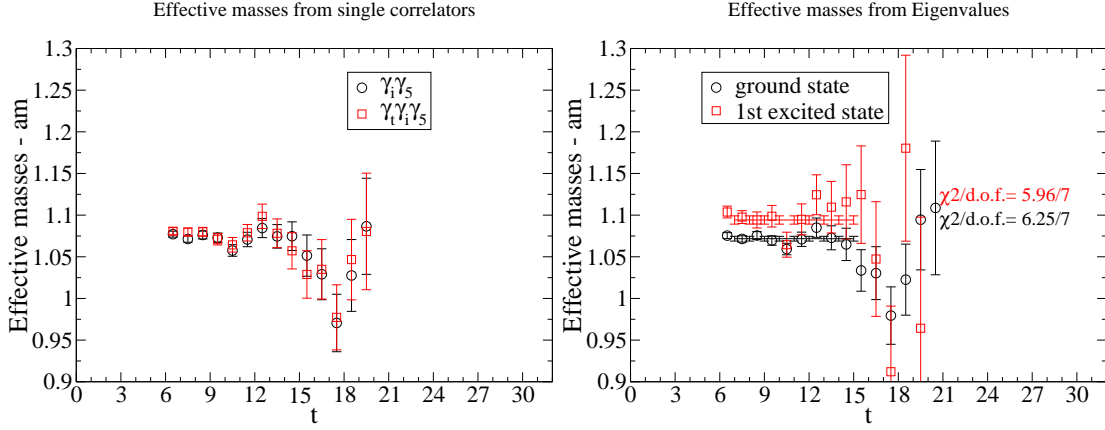 Effective masses from single correlators
Effective masses - am
1.3
1.25
1.2
1.15
1.1
1.05
1
0.95
0.9
γᵢγ₅
γₜγᵢγ₅
0 3 6 9 12 15 18 21 24 27 30
t
Effective masses from Eigenvalues
Effective masses - am
1.3
1.25
1.2
1.15
1.1
1.05
1
0.95
0.9
ground state
1st excited state
χ2/d.o.f.= 5.96/7
χ2/d.o.f.= 6.25/7
0 3 6 9 12 15 18 21 24 27 30
t